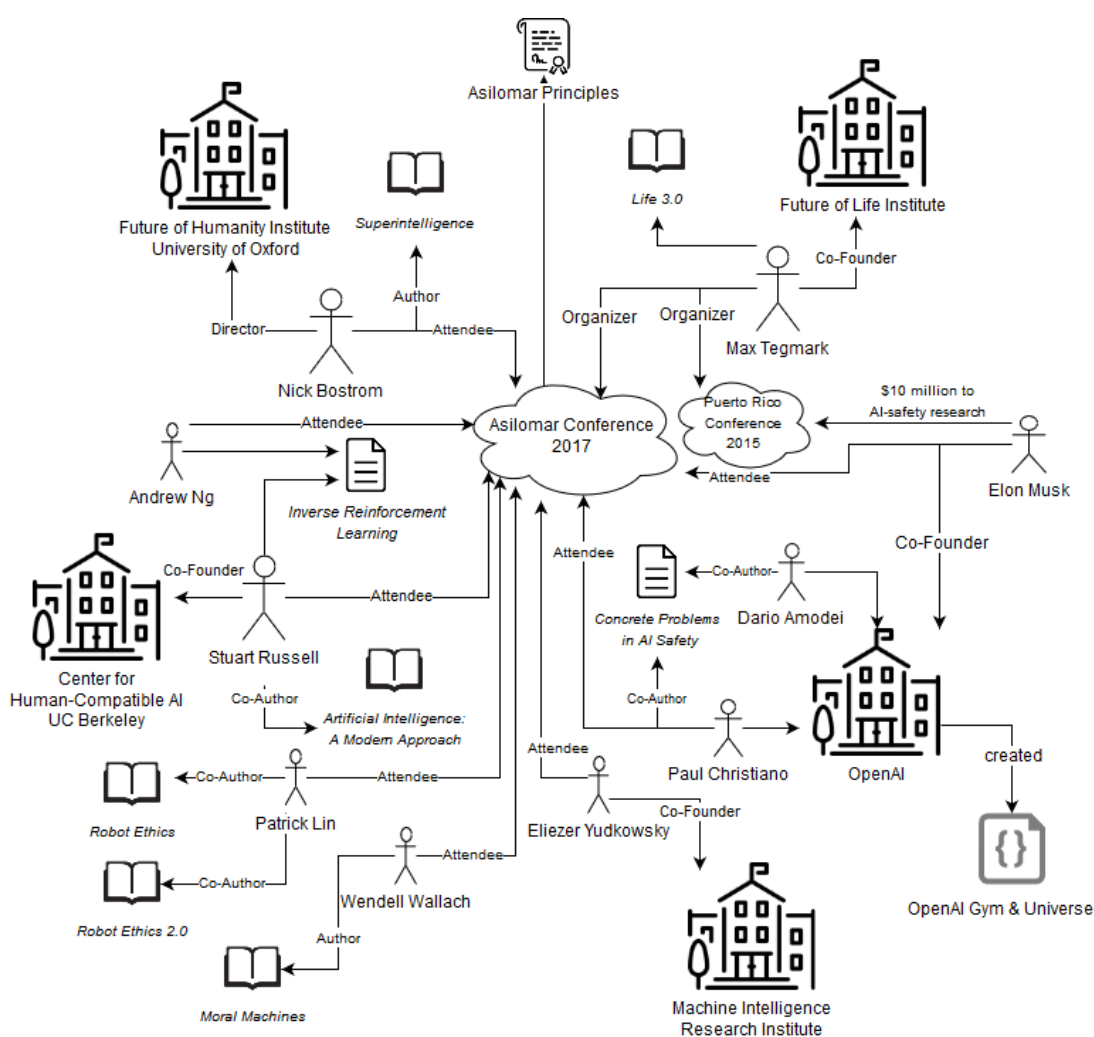 Asilomar Principles
Future of Humanity Institute
University of Oxford
Superintelligence
Life 3.0
Future of Life Institute
Co-Founder
Author
Director
Attendee
Organizer
Organizer
Max Tegmark
Nick Bostrom
$10 million to
AI-safety research
Puerto Rico
Conference
2015
Asilomar Conference
2017
Attendee
Andrew Ng
Attendee
Elon Musk
Inverse Reinforcement
Learning
Co-Founder
Attendee
Co-Founder
Attendee
Stuart Russell
Co-Author
Dario Amodei
Concrete Problems
in AI Safety
Center for
Human-Compatible AI
UC Berkeley
Co-Author
Artificial Intelligence:
A Modern Approach
Co-Author
Paul Christiano
OpenAI
created
Attendee
Co-Author
Attendee
Patrick Lin
Robot Ethics
Eliezer Yudkowsky
Co-Founder
Attendee
Wendell Wallach
Co-Author
Robot Ethics 2.0
OpenAI Gym & Universe
Author
Moral Machines
Machine Intelligence
Research Institute